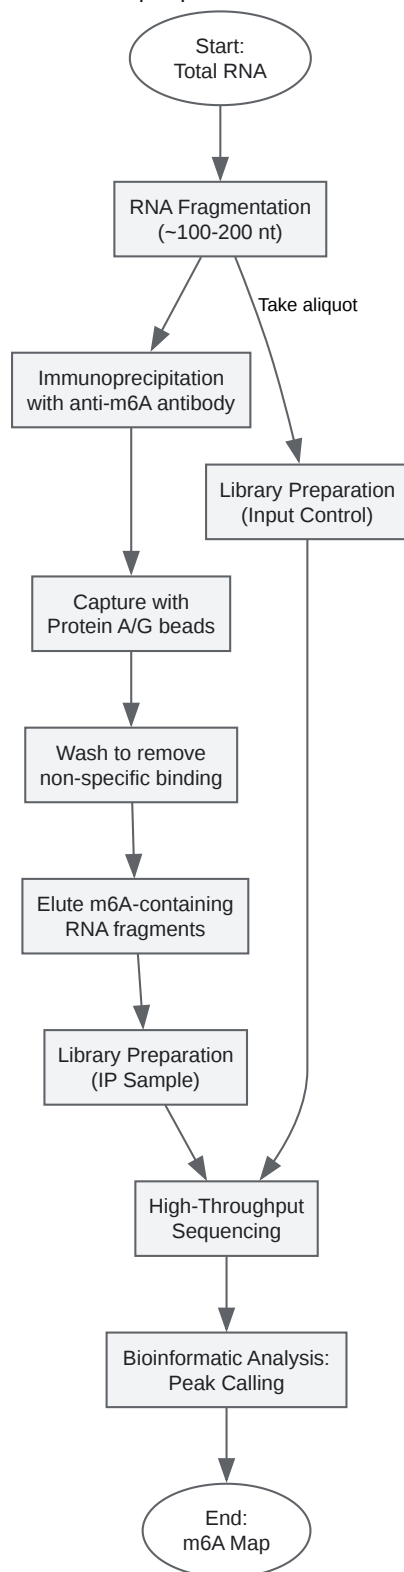 Start:
Total RNA
RNA Fragmentation
(~100-200 nt)
Take aliquot
Immunoprecipitation
with anti-m6A antibody
Library Preparation
(Input Control)
Capture with
Protein A/G beads
Wash to remove
non-specific binding
Elute m6A-containing
RNA fragments
Library Preparation
(IP Sample)
High-Throughput
Sequencing
Bioinformatic Analysis:
Peak Calling
End:
m6A Map